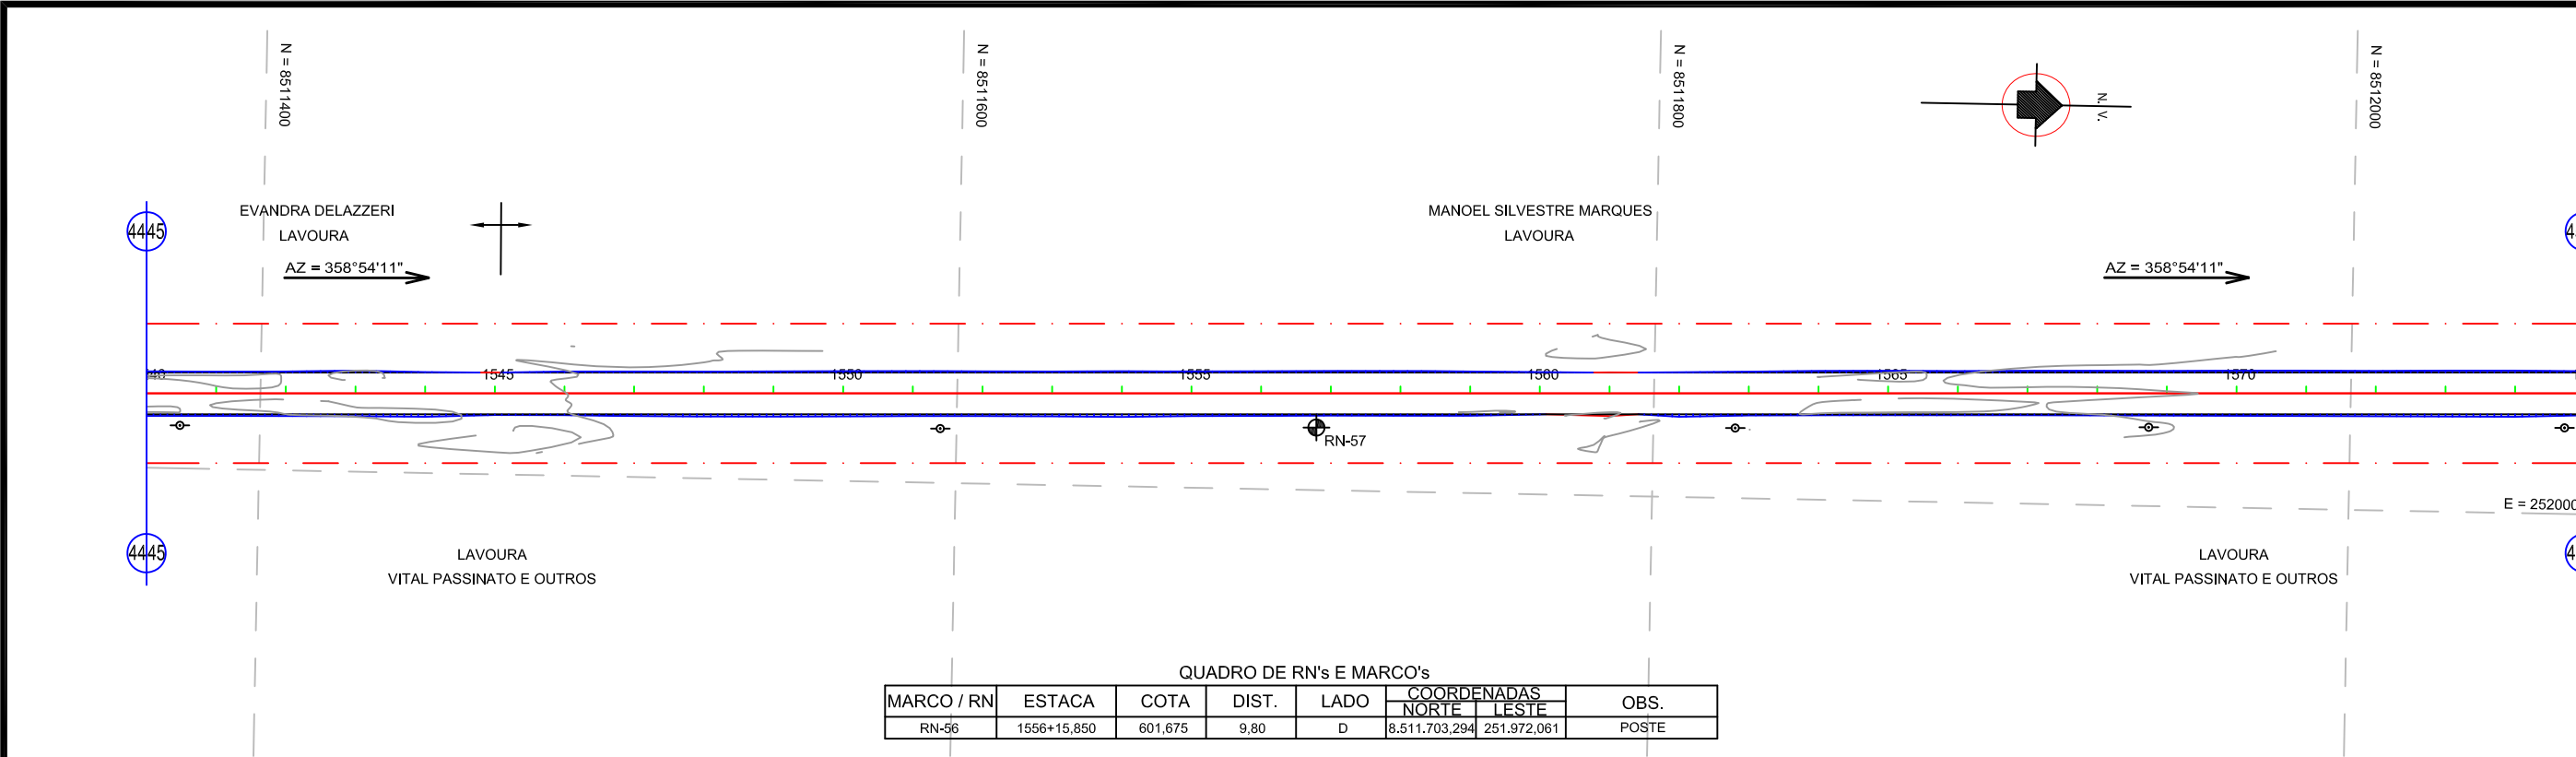 N = 8511400
N = 8511600
N = 8511800
N = 8512000
N. V.
EVANDRA DELAZZERI
LAVOURA
AZ = 358°54'11"
MANOEL SILVESTRE MARQUES
LAVOURA
AZ = 358°54'11"
4445
40
1545
1550
1555
1560
1565
1570
RN-57
E = 252000
4445
LAVOURA
VITAL PASSINATO E OUTROS
LAVOURA
VITAL PASSINATO E OUTROS
QUADRO DE RN's E MARCO's
MARCO / RN ESTACA COTA DIST. LADO COORDENADAS OBS.
NORTE LESTE
RN-56 1556+15,850 601,675 9,80 D 8.511.703,294 251.972,061 POSTE